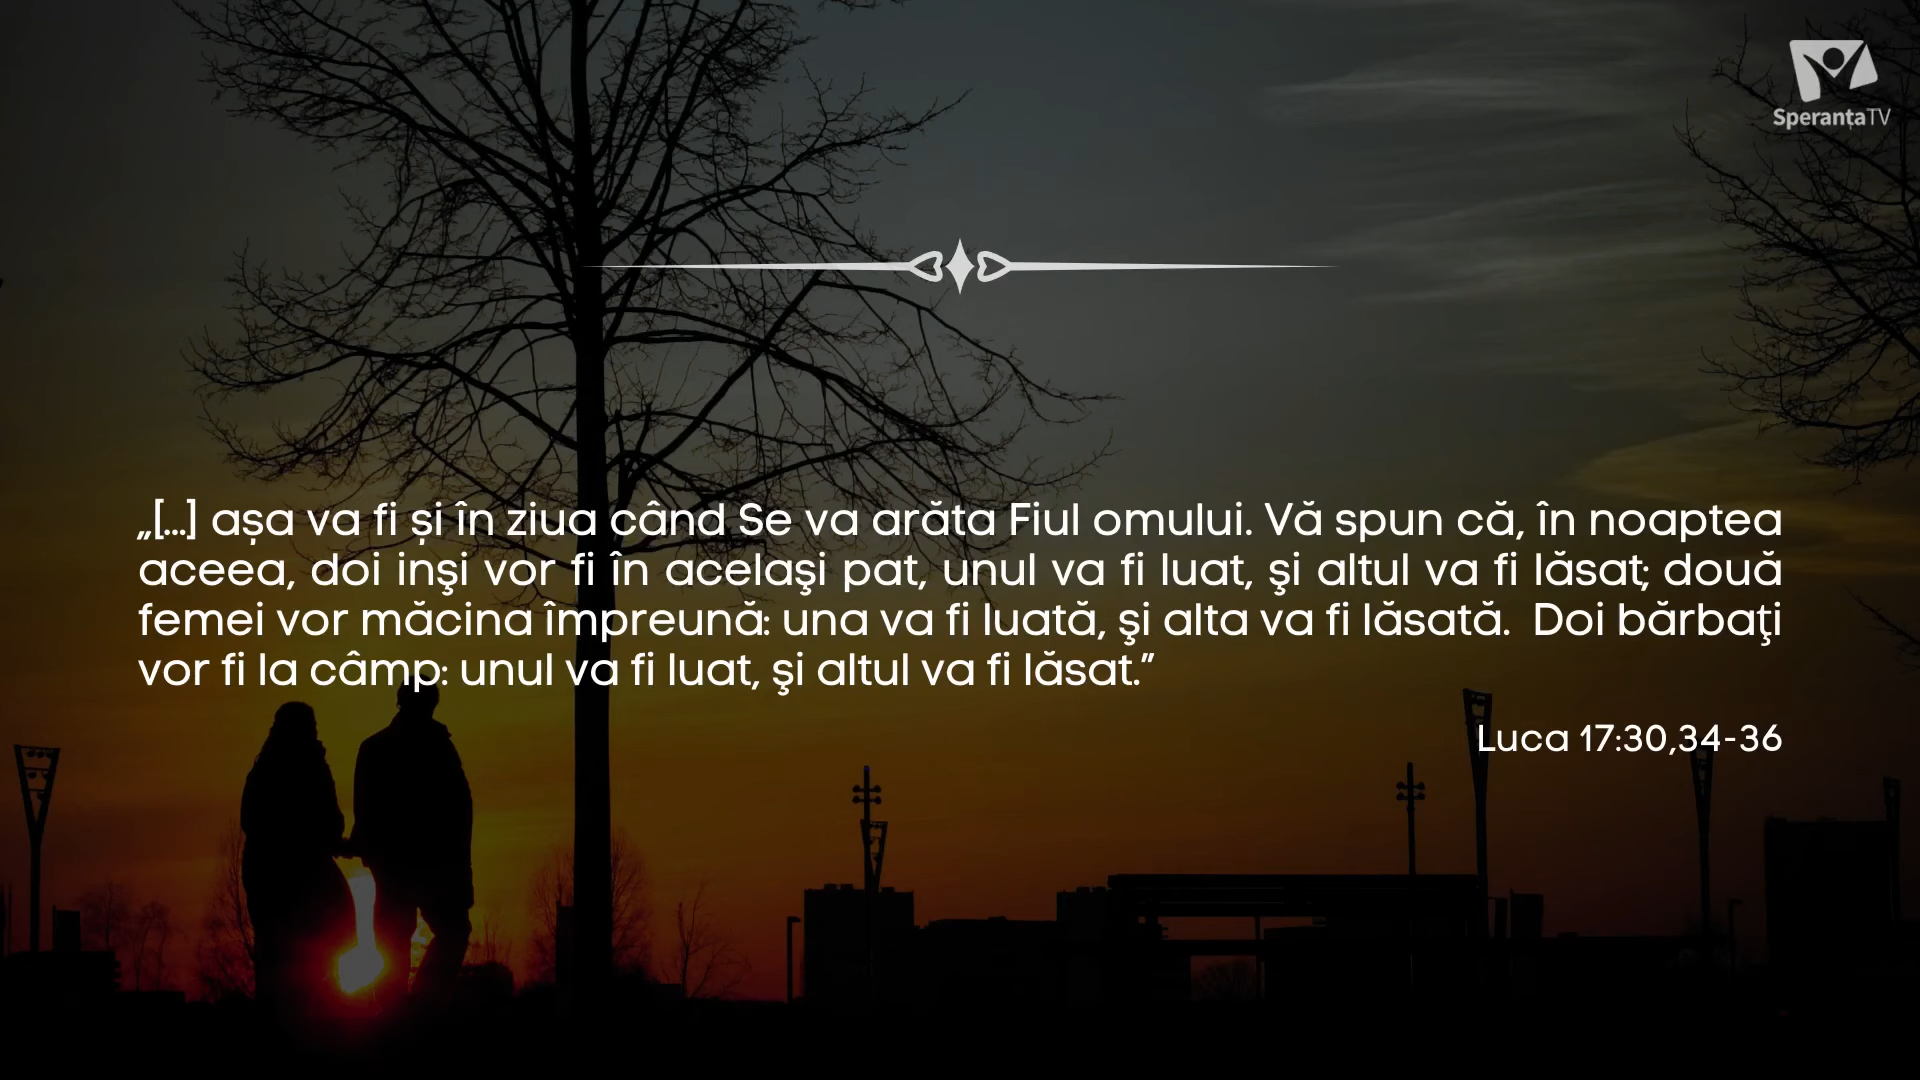 SperanțaTV
„[...] așa va fi și în ziua când Se va arăta Fiul omului. Vă spun că, în noaptea
aceea, doi inşi vor fi în acelaşi pat, unul va fi luat, şi altul va fi lăsat; două
femei vor măcina împreună: una va fi luată, şi alta va fi lăsată.  Doi bărbaţi
vor fi la câmp: unul va fi luat, şi altul va fi lăsat.”
Luca 17:30,34-36